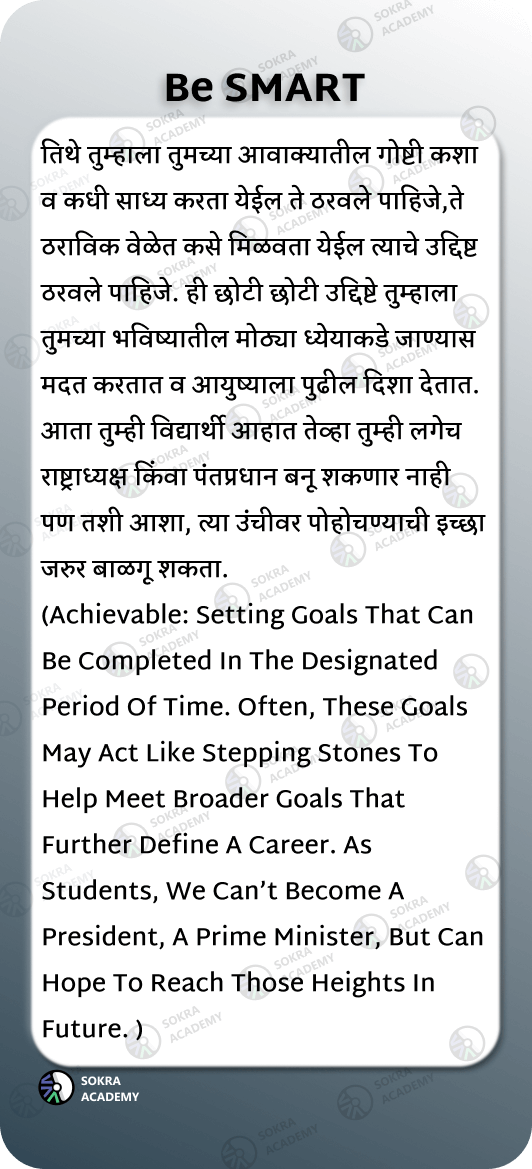 Be SMART
तिथे तुम्हाला तुमच्या आवाक्यातील गोष्टी कशा
व कधी साध्य करता येईल ते ठरवले पाहिजे,ते
ठराविक वेळेत कसे मिळवता येईल त्याचे उद्दिष्ट
ठरवले पाहिजे. ही छोटी छोटी उद्दिष्टे तुम्हाला
तुमच्या भविष्यातील मोठ्या ध्येयाकडे जाण्यास
मदत करतात व आयुष्याला पुढील दिशा देतात.
आता तुम्ही विद्यार्थी आहात तेव्हा तुम्ही लगेच
राष्ट्राध्यक्ष किंवा पंतप्रधान बनू शकणार नाही
पण तशी आशा, त्या उंचीवर पोहोचण्याची इच्छा
जरुर बाळगू शकता.
(Achievable: Setting Goals That Can
Be Completed In The Designated
Period Of Time. Often, These Goals
May Act Like Stepping Stones To
Help Meet Broader Goals That
Further Define A Career. As
Students, We Can’t Become A
President, A Prime Minister, But Can
Hope To Reach Those Heights In
Future. )
SOKRA
ACADEMY